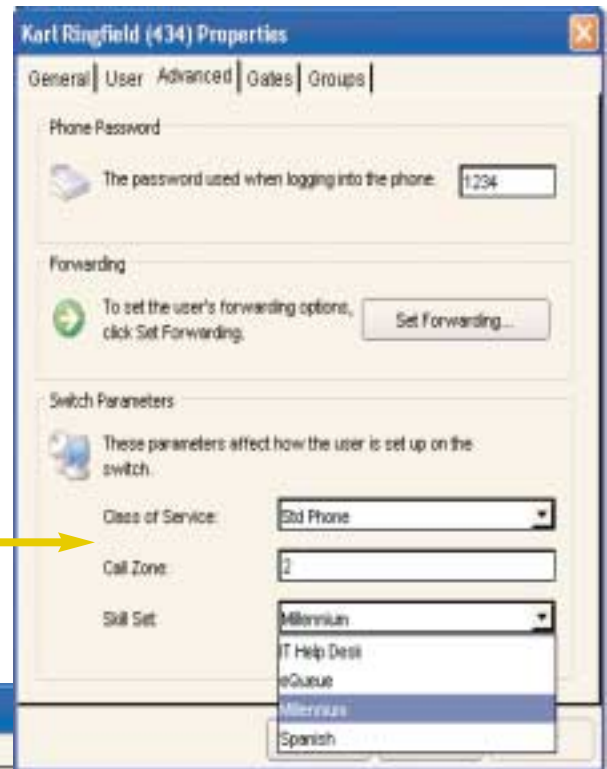 Karl Ringfield (434) Properties
General User Advanced Gates Groups
Phone Password
The password used when logging into the phone: 1234
Forwarding
To set the user's forwarding options,
click Set Forwarding.
Set Forwarding...
Switch Parameters
These parameters affect how the user is set up on the
switch.
Class of Service: Std Phone
Call Zone: 2
Skill Set: Millennium
IT Help Desk
eQueue
Millennium
Spanish